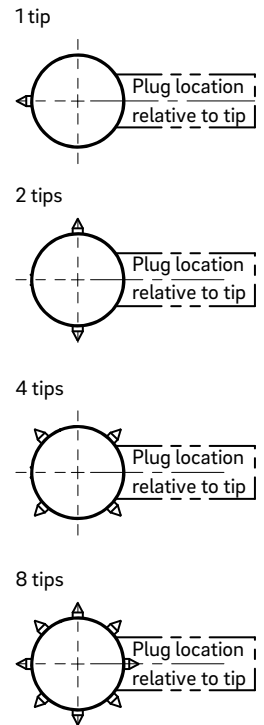 1 tip
Plug location
relative to tip
2 tips
Plug location
relative to tip
4 tips
Plug location
relative to tip
8 tips
Plug location
relative to tip